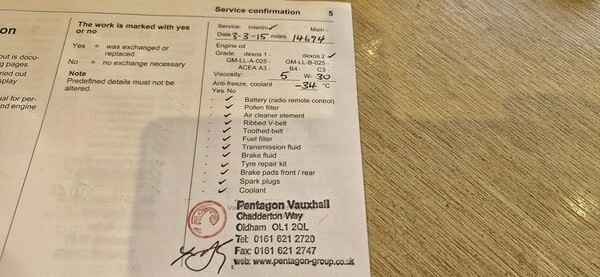 Service confirmation 5
on
ut is docu-
g pages.
ried out
splay
ual for per-
nd engine
The work is marked with yes
or no
Yes = was exchanged or
replaced
No = no exchange necessary
Note
Predefined details must not be
altered.
Service: Interim ✓ Main -
Date 3-3-15 miles 14694
Engine oil
Grade: dexos 1 - dexos 2 ✓
GM-LL-A-025 - GM-LL-B-025 -
ACEA A3 - B4 - C3 -
Viscosity: 5 W- 30
Anti-freeze, coolant -34 °C
Yes No
- ✓ Battery (radio remote control)
- ✓ Pollen filter
- ✓ Air cleaner element
- ✓ Ribbed V-belt
- ✓ Toothed belt
- ✓ Fuel filter
- ✓ Transmission fluid
- ✓ Brake fluid
- ✓ Tyre repair kit
- ✓ Brake pads front / rear
- ✓ Spark plugs
- ✓ Coolant
Pentagon Vauxhall
Chadderton Way
Oldham OL1 2QL
Tel: 0161 621 2720
Fax: 0161 621 2747
web: www.pentagon-group.co.uk